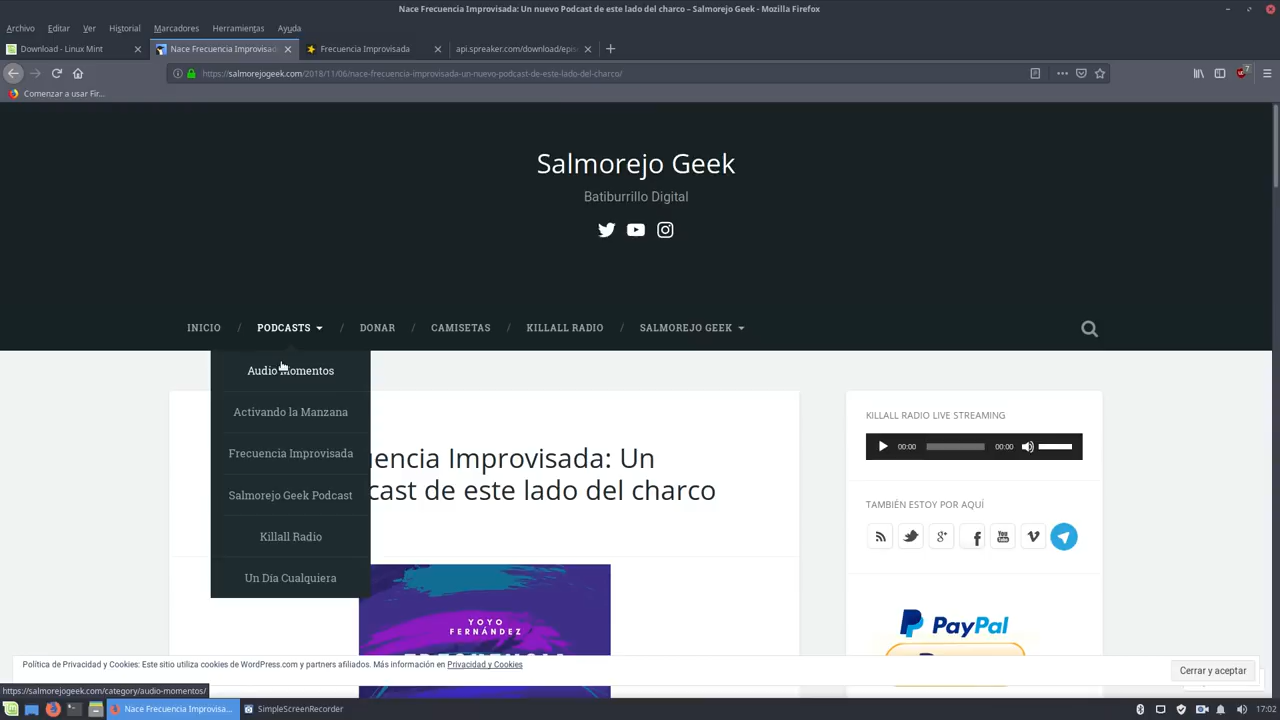 Nace Frecuencia Improvisada: Un nuevo Podcast de este lado del charco – Salmorejo Geek - Mozilla Firefox
Archivo Editar Ver Historial Marcadores Herramientas Ayuda
Download - Linux Mint
Nace Frecuencia Improvisad
Frecuencia Improvisada
api.spreaker.com/download/epis
https://salmorejogeek.com/2018/11/06/nace-frecuencia-improvisada-un-nuevo-podcast-de-este-lado-del-charco/
7
Comenzar a usar Fir...
Salmorejo Geek
Batiburrillo Digital
INICIO / PODCASTS / DONAR / CAMISETAS / KILLALL RADIO / SALMOREJO GEEK
Audio Momentos
Activando la Manzana
Frecuencia Improvisada
Salmorejo Geek Podcast
Killall Radio
Un Día Cualquiera
uencia Improvisada: Un
cast de este lado del charco
YOYO
FERNÁNDEZ
KILLALL RADIO LIVE STREAMING
00:00 00:00
TAMBIÉN ESTOY POR AQUÍ
PayPal
Política de Privacidad y Cookies: Este sitio utiliza cookies de WordPress.com y partners afiliados. Más información en Privacidad y Cookies
Cerrar y aceptar
https://salmorejogeek.com/category/audio-momentos/
Nace Frecuencia Improvisa...
SimpleScreenRecorder
17:02